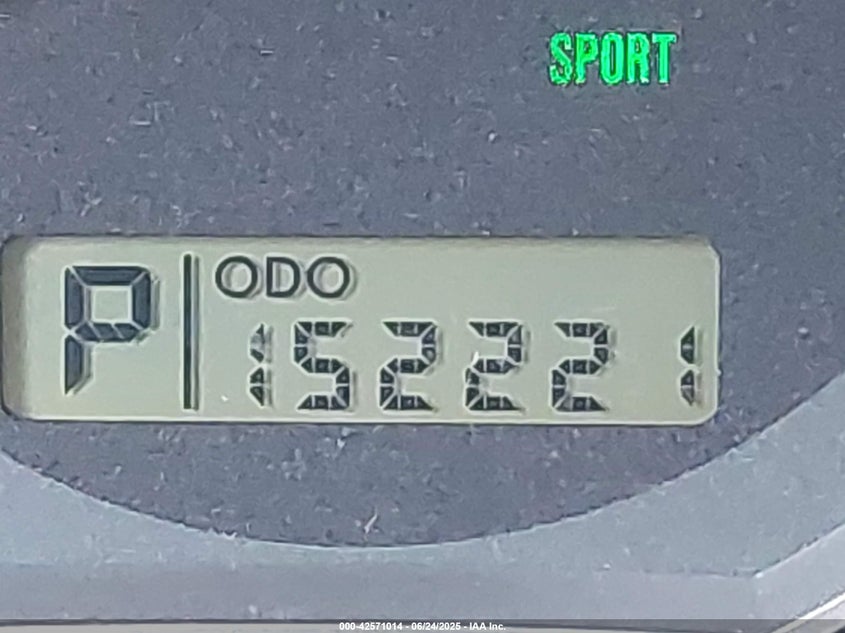 SPORT
P ODO
152221
000-42571014 - 06/24/2025 - IAA Inc.